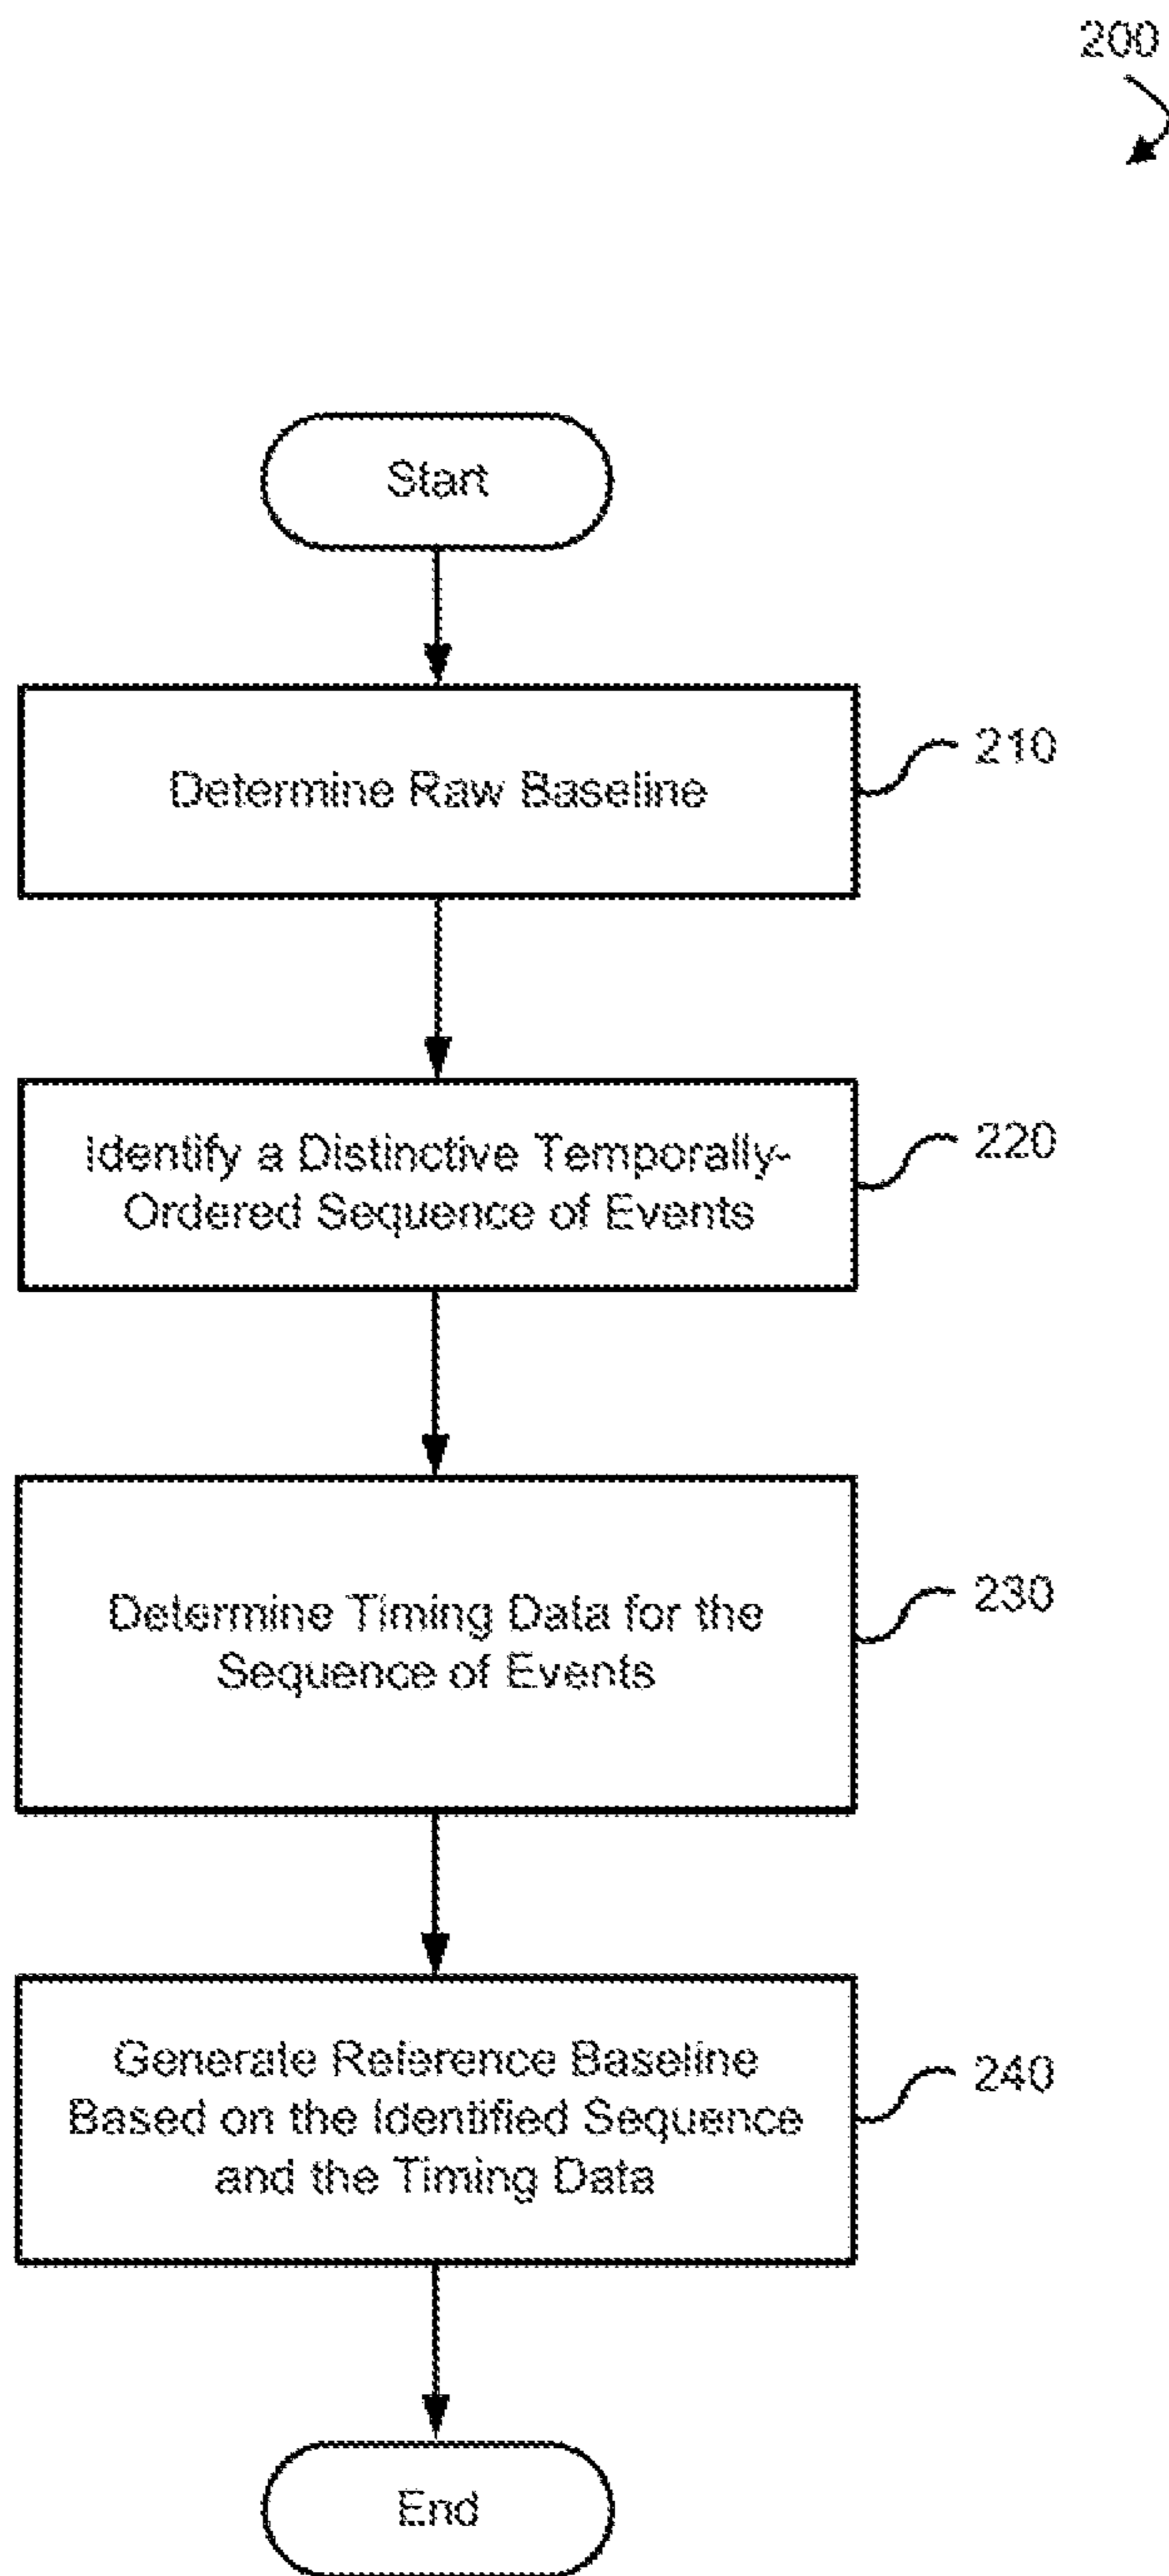 200
Start
Determine Raw Baseline
210
Identify a Distinctive Temporally-
Ordered Sequence of Events
220
Determine Timing Data for the
Sequence of Events
230
Generate Reference Baseline
Based on the Identified Sequence
and the Timing Data
240
End